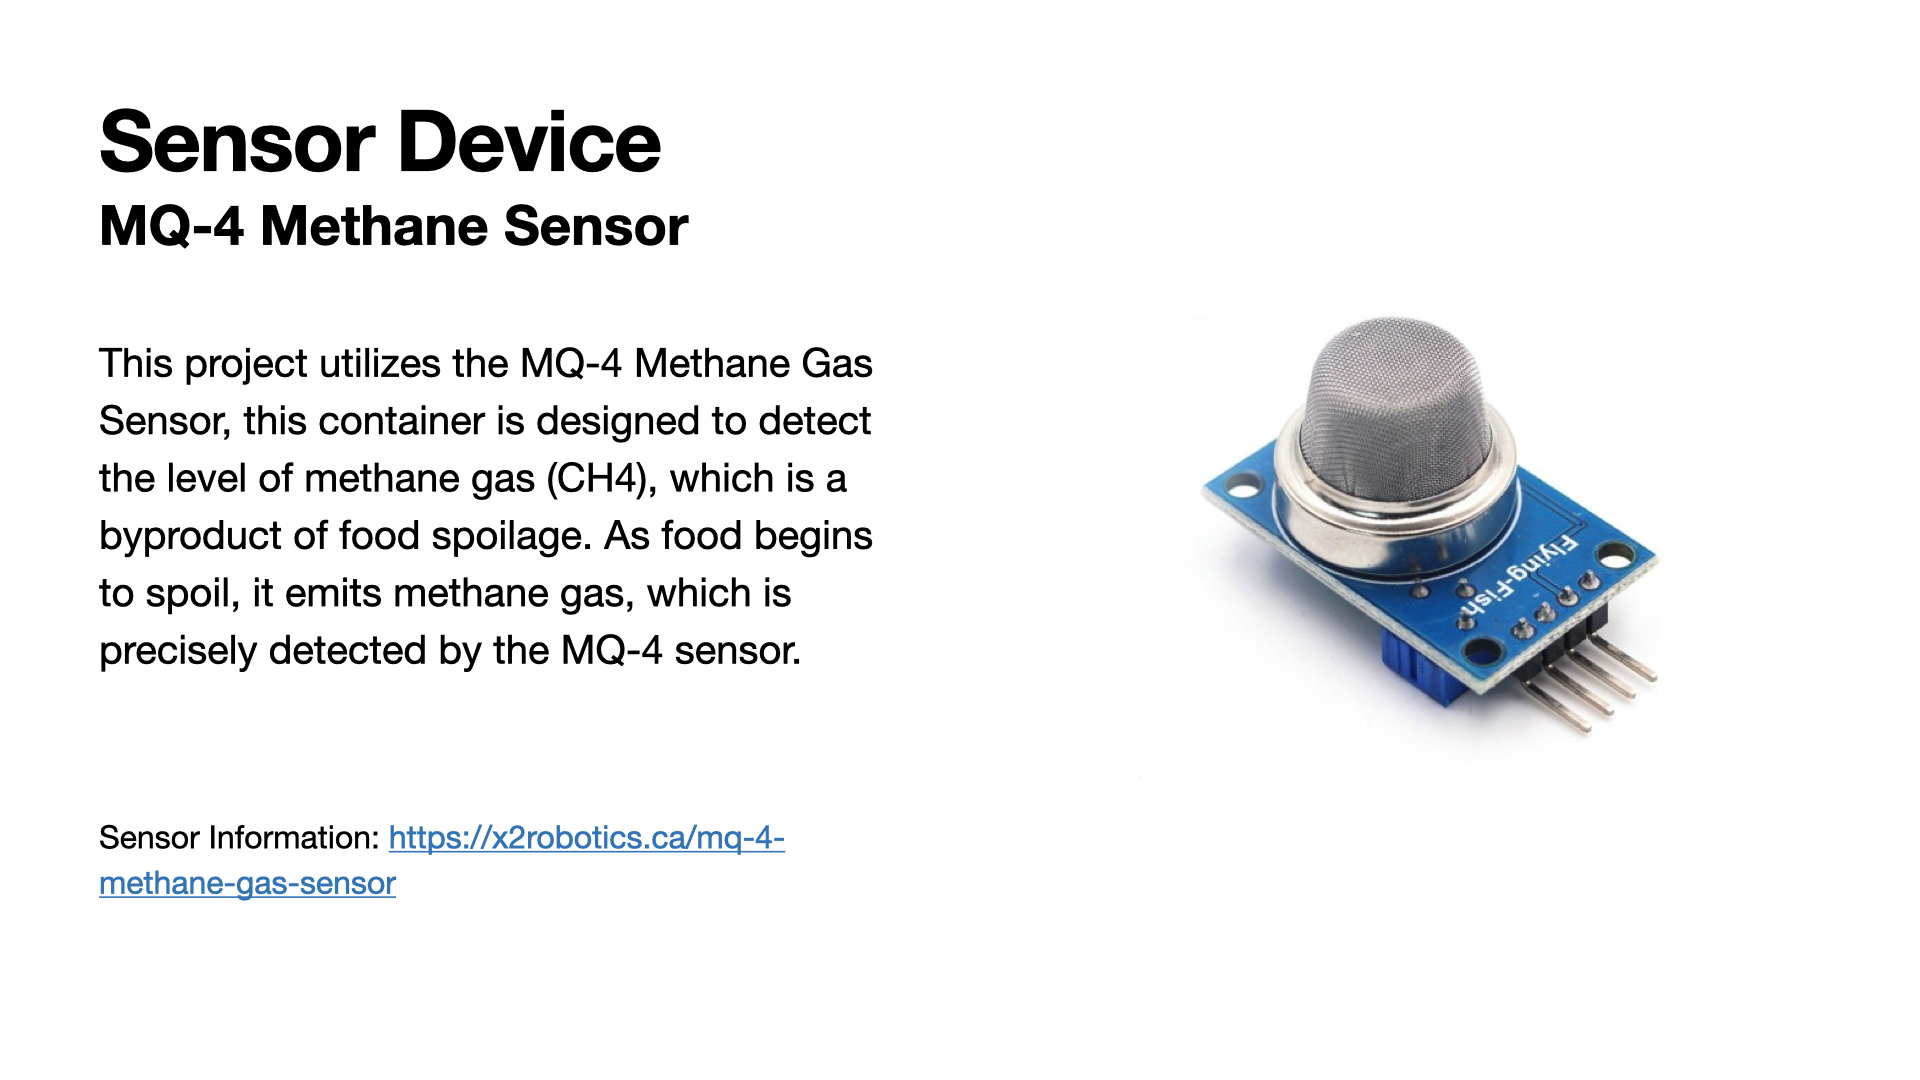 Sensor Device
MQ-4 Methane Sensor
This project utilizes the MQ-4 Methane Gas
Sensor, this container is designed to detect
the level of methane gas (CH4), which is a
byproduct of food spoilage. As food begins
to spoil, it emits methane gas, which is
precisely detected by the MQ-4 sensor.
Sensor Information: https://x2robotics.ca/mq-4-
methane-gas-sensor
Flying-Fish